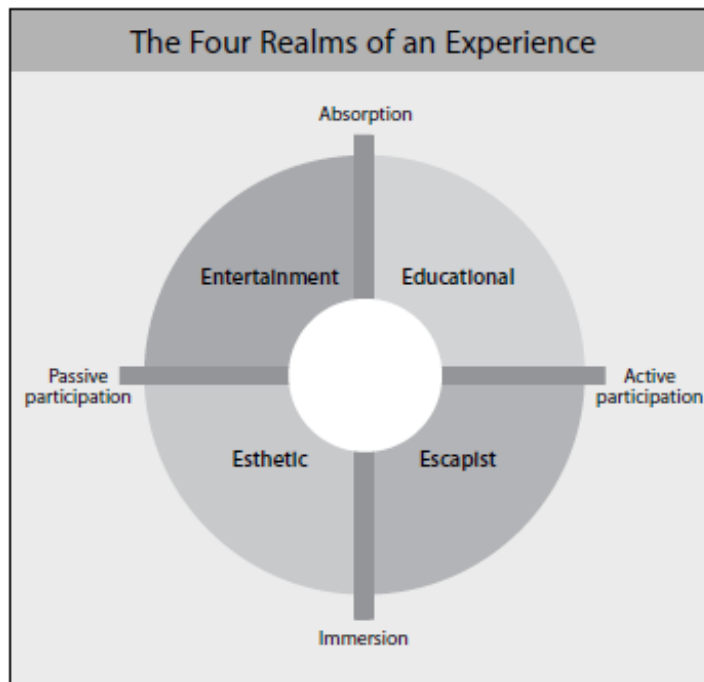 The Four Realms of an Experience
Absorption
Entertainment
Educational
Passive
participation
Active
participation
Esthetic
Escapist
Immersion